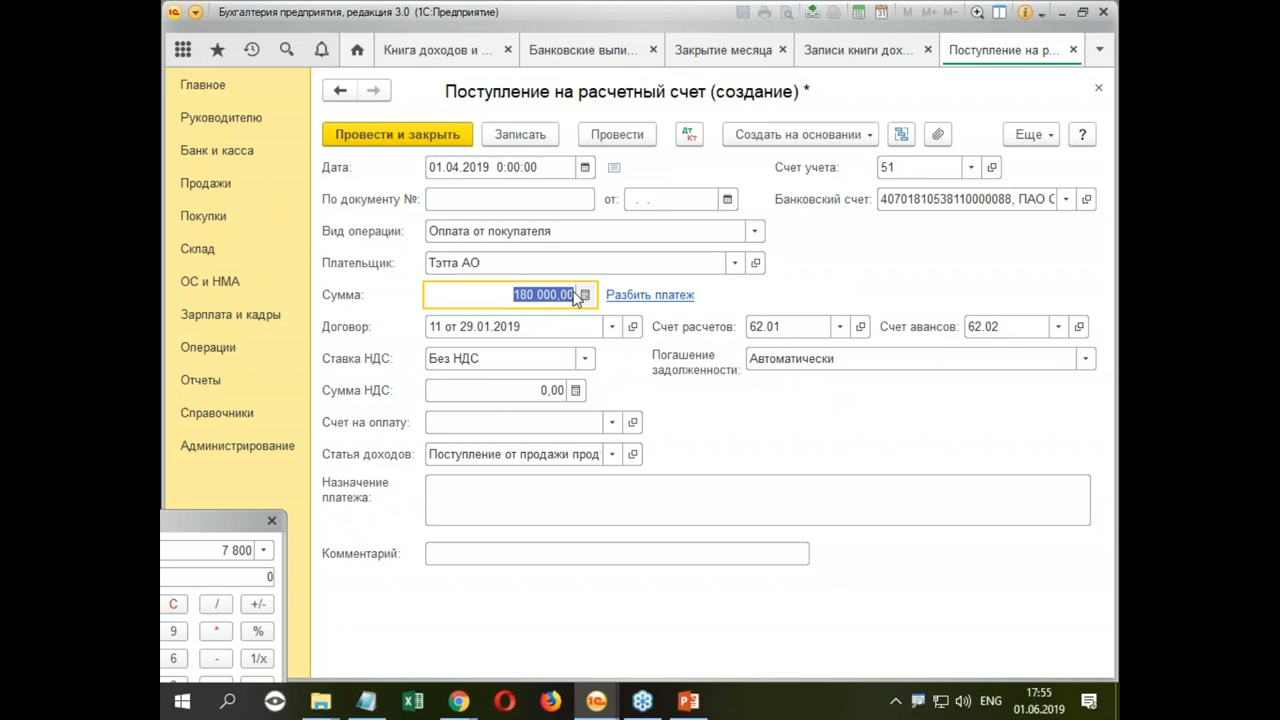 Бухгалтерия предприятия, редакция 3.0 (1С:Предприятие)
M M+ M-
Книга доходов и ...
Банковские выпи...
Закрытие месяца
Записи книги дох...
Поступление на р...
Главное
Руководителю
Банк и касса
Продажи
Покупки
Склад
ОС и НМА
Зарплата и кадры
Операции
Отчеты
Справочники
Администрирование
Поступление на расчетный счет (создание) *
Провести и закрыть
Записать
Провести
Дт Кт
Создать на основании
Еще
?
Дата: 01.04.2019 0:00:00
Счет учета: 51
По документу №: от: . .
Банковский счет: 40701810538110000088, ПАО С
Вид операции: Оплата от покупателя
Плательщик: Тэтта АО
Сумма: 180 000,00 Разбить платеж
Договор: 11 от 29.01.2019
Счет расчетов: 62.01
Счет авансов: 62.02
Ставка НДС: Без НДС
Погашение
задолженности: Автоматически
Сумма НДС: 0,00
Счет на оплату:
Статья доходов: Поступление от продажи прод
Назначение
платежа:
Комментарий:
7 800
0
C / +/-
9 * %
6 - 1/x
ENG
17:55
01.06.2019